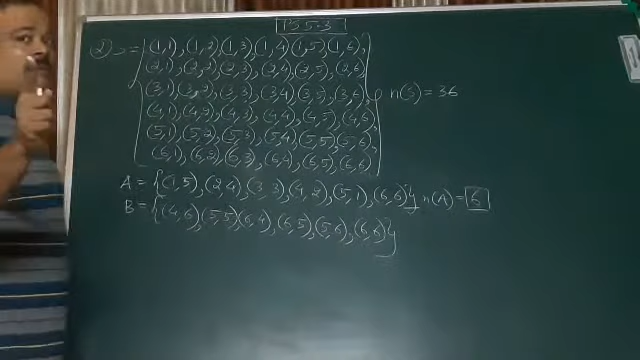 P.S 5.3
2) S = {(1,1), (1,2), (1,3), (1,4), (1,5), (1,6),
(2,1), (2,2), (2,3), (2,4), (2,5), (2,6),
(3,1), (3,2), (3,3), (3,4), (3,5), (3,6), n(S) = 36
(4,1), (4,2), (4,3), (4,4), (4,5), (4,6),
(5,1), (5,2), (5,3), (5,4), (5,5), (5,6),
(6,1), (6,2), (6,3), (6,4), (6,5), (6,6)}
A = {(1,5), (2,4), (3,3), (4,2), (5,1), (6,6)} n(A) = 6
B = {(4,6), (5,5), (6,4), (6,5), (5,6), (6,6)}